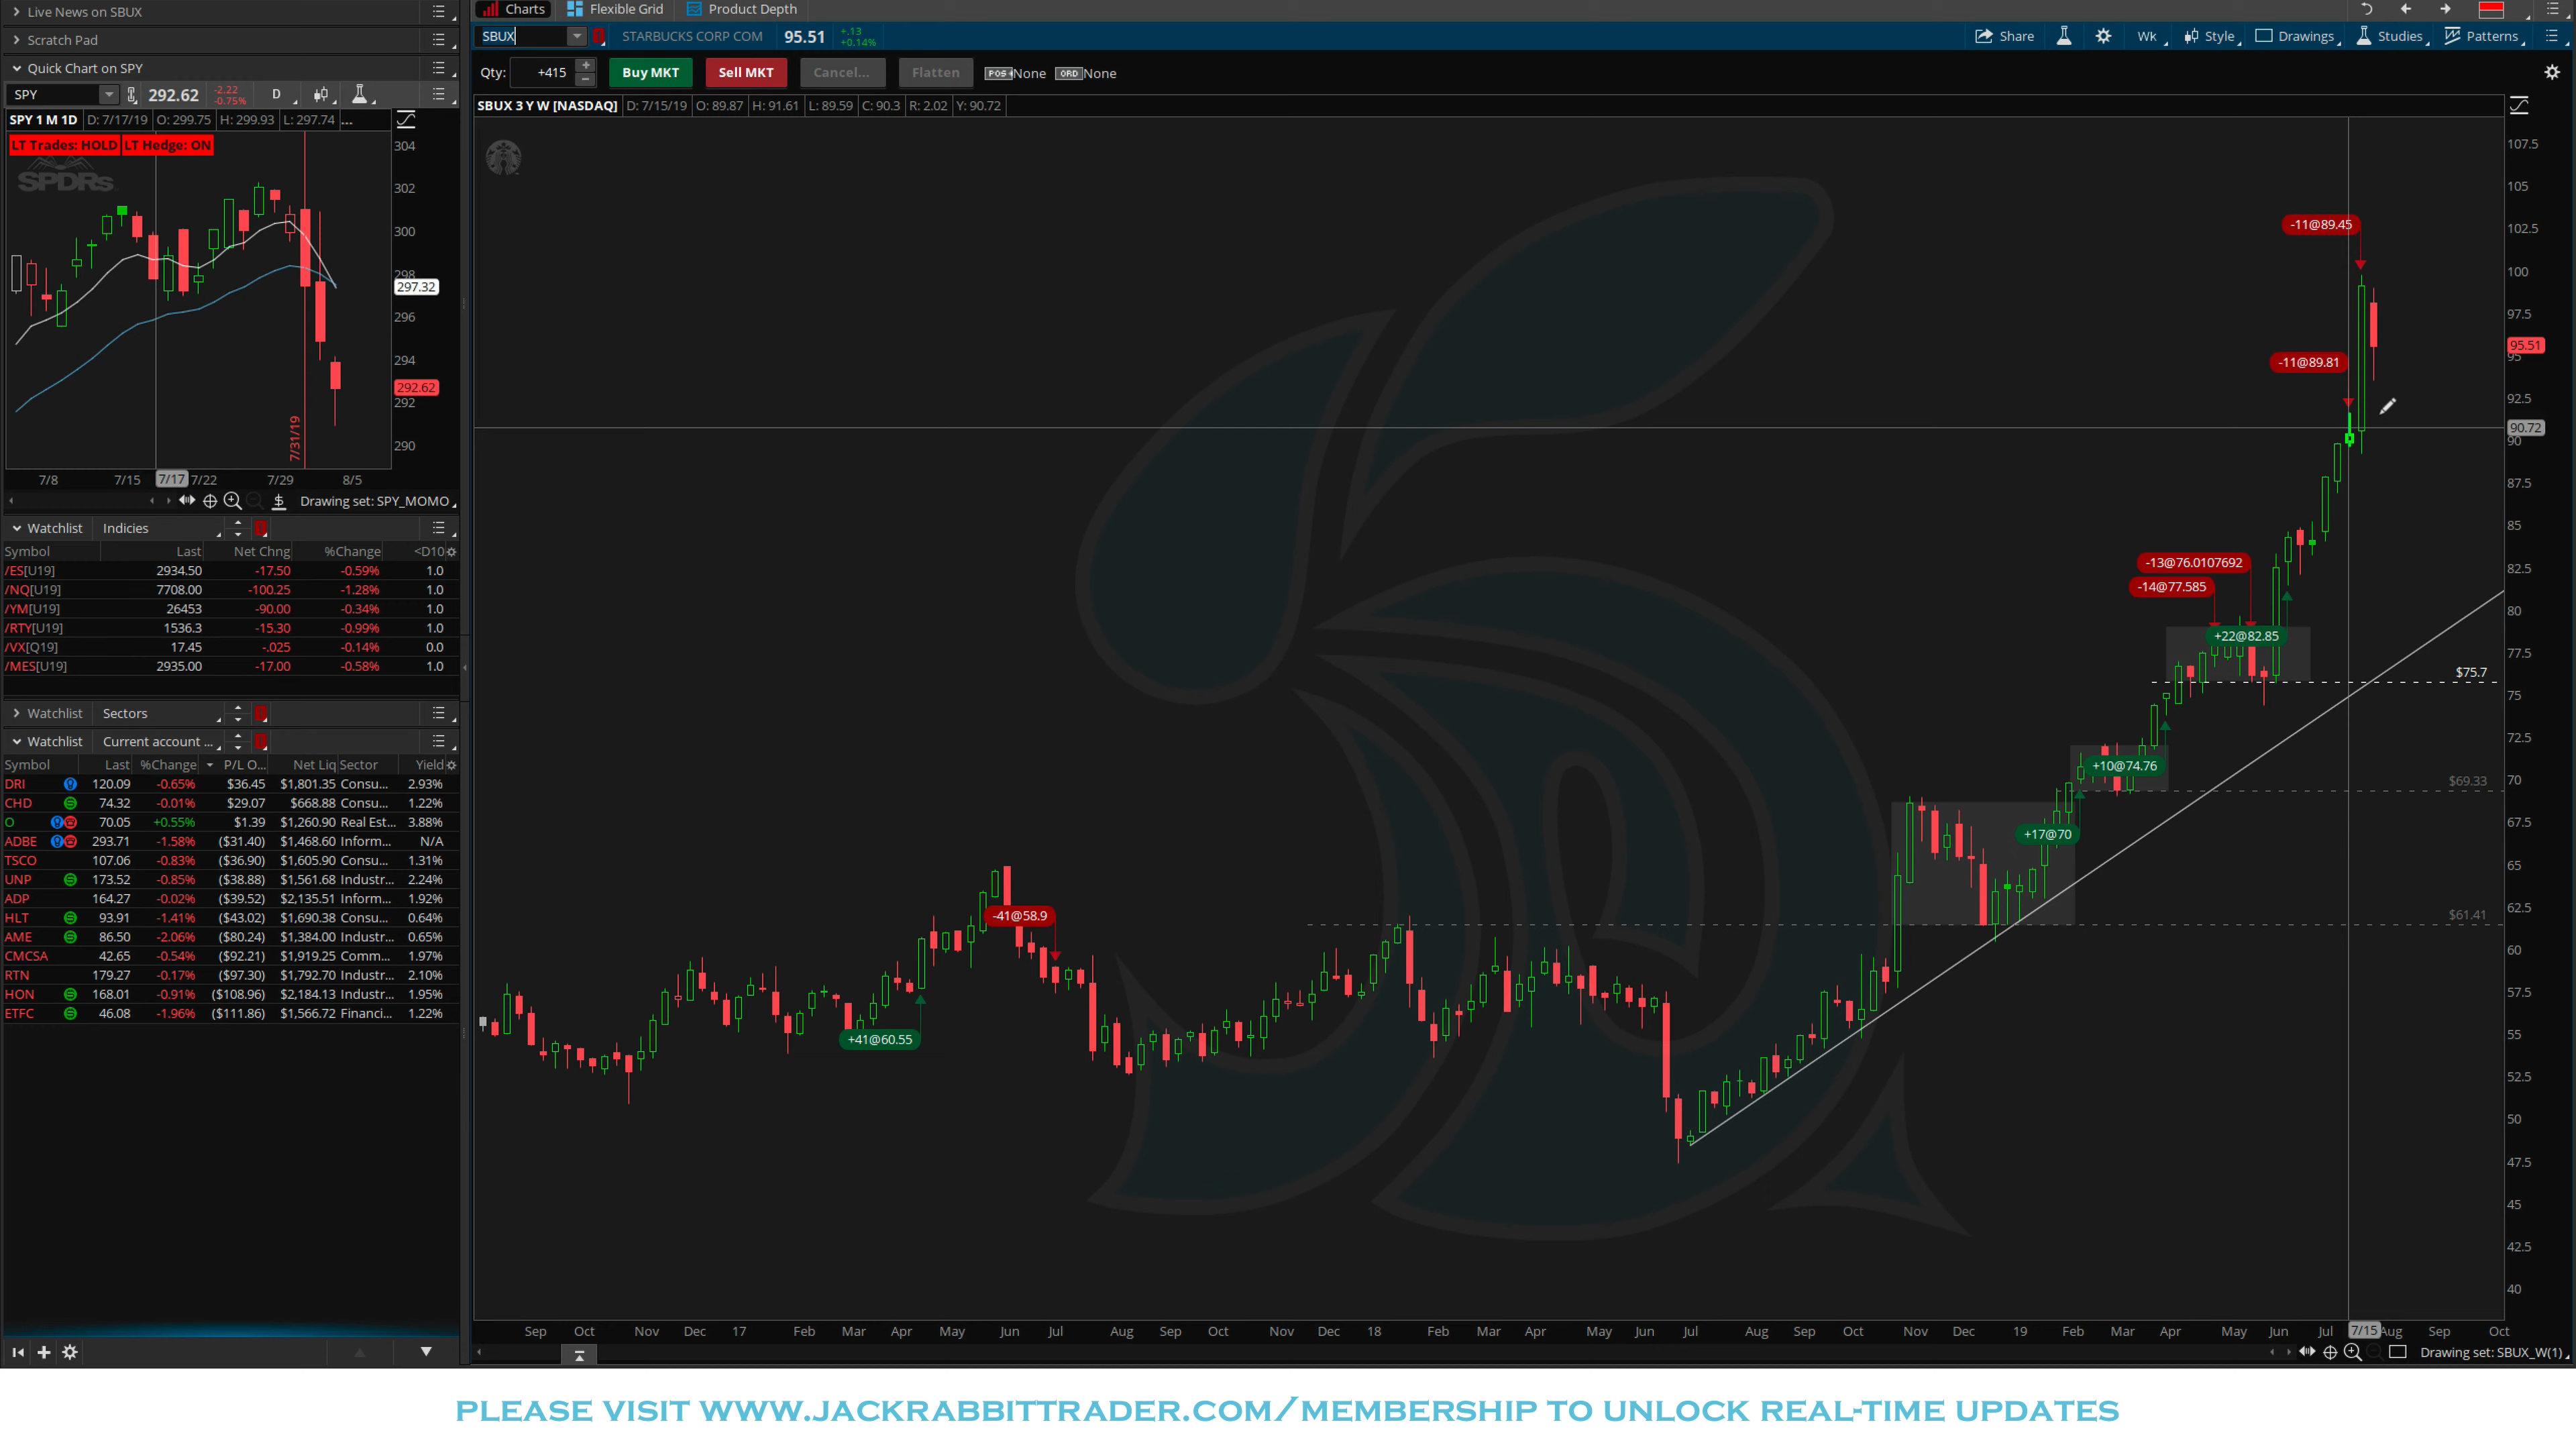 Live News on SBUX
Scratch Pad
Quick Chart on SPY
SPY 292.62 -2.22 -0.75% D
SPY 1 M 1D D: 7/17/19 O: 299.75 H: 299.93 L: 297.74 ...
LT Trades: HOLD LT Hedge: ON
SPDRs
304
302
300
298
297.32
296
294
292.62
292
290
7/31/19
7/8 7/15 7/17 7/22 7/29 8/5
Drawing set: SPY_MOMO
Watchlist Indicies
Symbol Last Net Chng %Change <D10
/ES[U19] 2934.50 -17.50 -0.59% 1.0
/NQ[U19] 7708.00 -100.25 -1.28% 1.0
/YM[U19] 26453 -90.00 -0.34% 1.0
/RTY[U19] 1536.3 -15.30 -0.99% 1.0
/VX[Q19] 17.45 -.025 -0.14% 0.0
/MES[U19] 2935.00 -17.00 -0.58% 1.0
Watchlist Sectors
Watchlist Current account ...
Symbol Last %Change P/L O... Net Liq Sector Yield
DRI 120.09 -0.65% $36.45 $1,801.35 Consu... 2.93%
CHD 74.32 -0.01% $29.07 $668.88 Consu... 1.22%
O 70.05 +0.55% $1.39 $1,260.90 Real Est... 3.88%
ADBE 293.71 -1.58% ($31.40) $1,468.60 Inform... N/A
TSCO 107.06 -0.83% ($36.90) $1,605.90 Consu... 1.31%
UNP 173.52 -0.85% ($38.88) $1,561.68 Industr... 2.24%
ADP 164.27 -0.02% ($39.52) $2,135.51 Inform... 1.92%
HLT 93.91 -1.41% ($43.02) $1,690.38 Consu... 0.64%
AME 86.50 -2.06% ($80.24) $1,384.00 Industr... 0.65%
CMCSA 42.65 -0.54% ($92.21) $1,919.25 Comm... 1.97%
RTN 179.27 -0.17% ($97.30) $1,792.70 Industr... 2.10%
HON 168.01 -0.91% ($108.96) $2,184.13 Industr... 1.95%
ETFC 46.08 -1.96% ($111.86) $1,566.72 Financi... 1.22%
Charts Flexible Grid Product Depth
SBUX STARBUCKS CORP COM 95.51 +.13 +0.14% Share Wk Style Drawings Studies Patterns
Qty: +415 Buy MKT Sell MKT Cancel... Flatten POS None ORD None
SBUX 3 Y W [NASDAQ] D: 7/15/19 O: 89.87 H: 91.61 L: 89.59 C: 90.3 R: 2.02 Y: 90.72
-11@89.45
-11@89.81
-13@76.0107692
-14@77.585
+22@82.85
$75.7
+10@74.76
$69.33
+17@70
-41@58.9
$61.41
+41@60.55
107.5
105
102.5
100
97.5
95.51
95
92.5
90.72
90
87.5
85
82.5
80
77.5
75
72.5
70
67.5
65
62.5
60
57.5
55
52.5
50
47.5
45
42.5
40
Sep Oct Nov Dec 17 Feb Mar Apr May Jun Jul Aug Sep Oct Nov Dec 18 Feb Mar Apr May Jun Jul Aug Sep Oct Nov Dec 19 Feb Mar Apr May Jun Jul 7/15 Aug Sep Oct
Drawing set: SBUX_W(1)
PLEASE VISIT WWW.JACKRABBITTRADER.COM/MEMBERSHIP TO UNLOCK REAL-TIME UPDATES